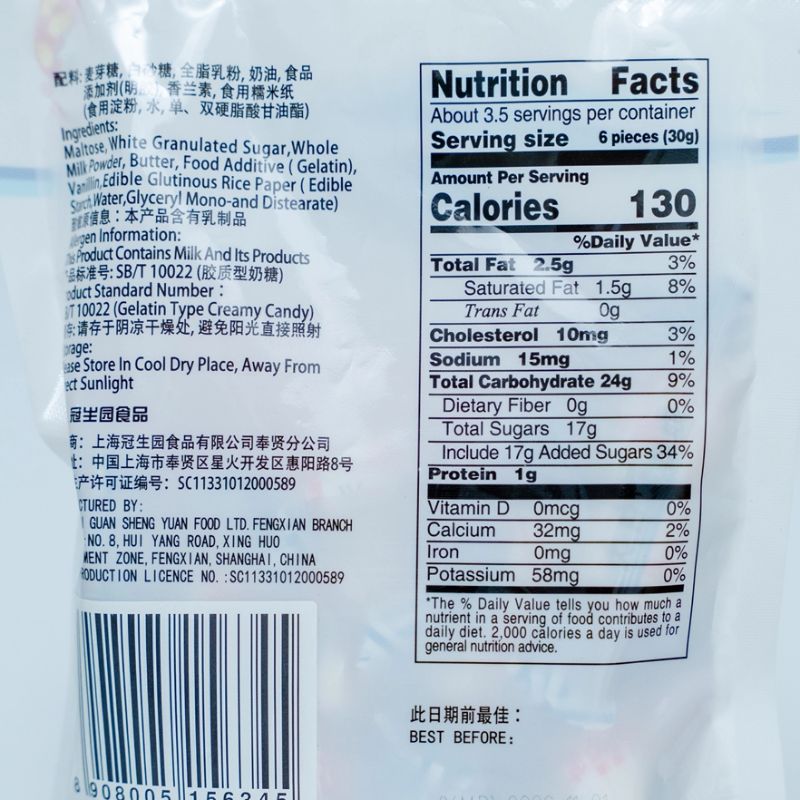 配料: 麦芽糖, 白砂糖, 全脂乳粉, 奶油, 食品
添加剂(明胶), 香兰素, 食用糯米纸
(食用淀粉, 水, 单、双硬脂酸甘油酯)
Ingredients:
Maltose, White Granulated Sugar,Whole
Milk Powder, Butter, Food Additive ( Gelatin),
Vanillin,Edible Glutinous Rice Paper ( Edible
Starch,Water,Glyceryl Mono-and Distearate)
信息：本产品含有乳制品
Information:
Product Contains Milk And Its Products
标准号: SB/T 10022 (胶质型奶糖)
Product Standard Number :
10022 (Gelatin Type Creamy Candy)
请存于阴凉干燥处, 避免阳光直接照射
Store In Cool Dry Place, Away From
Sunlight
冠生园食品
商: 上海冠生园食品有限公司奉贤分公司
中国上海市奉贤区星火开发区惠阳路8号
产许可证编号: SC11331012000589
BY:
GUAN SHENG YUAN FOOD LTD. FENGXIAN BRANCH
NO. 8, HUI YANG ROAD, XING HUO
ZONE, FENGXIAN, SHANGHAI, CHINA
LICENCE NO. :SC11331012000589
8 908005 156345
Nutrition Facts
About 3.5 servings per container
Serving size 6 pieces (30g)
Amount Per Serving
Calories 130
%Daily Value*
Total Fat 2.5g 3%
Saturated Fat 1.5g 8%
Trans Fat 0g
Cholesterol 10mg 3%
Sodium 15mg 1%
Total Carbohydrate 24g 9%
Dietary Fiber 0g 0%
Total Sugars 17g
Include 17g Added Sugars 34%
Protein 1g
Vitamin D 0mcg 0%
Calcium 32mg 2%
Iron 0mg 0%
Potassium 58mg 0%
*The % Daily Value tells you how much a
nutrient in a serving of food contributes to a
daily diet. 2,000 calories a day is used for
general nutrition advice.
此日期前最佳：
BEST BEFORE: